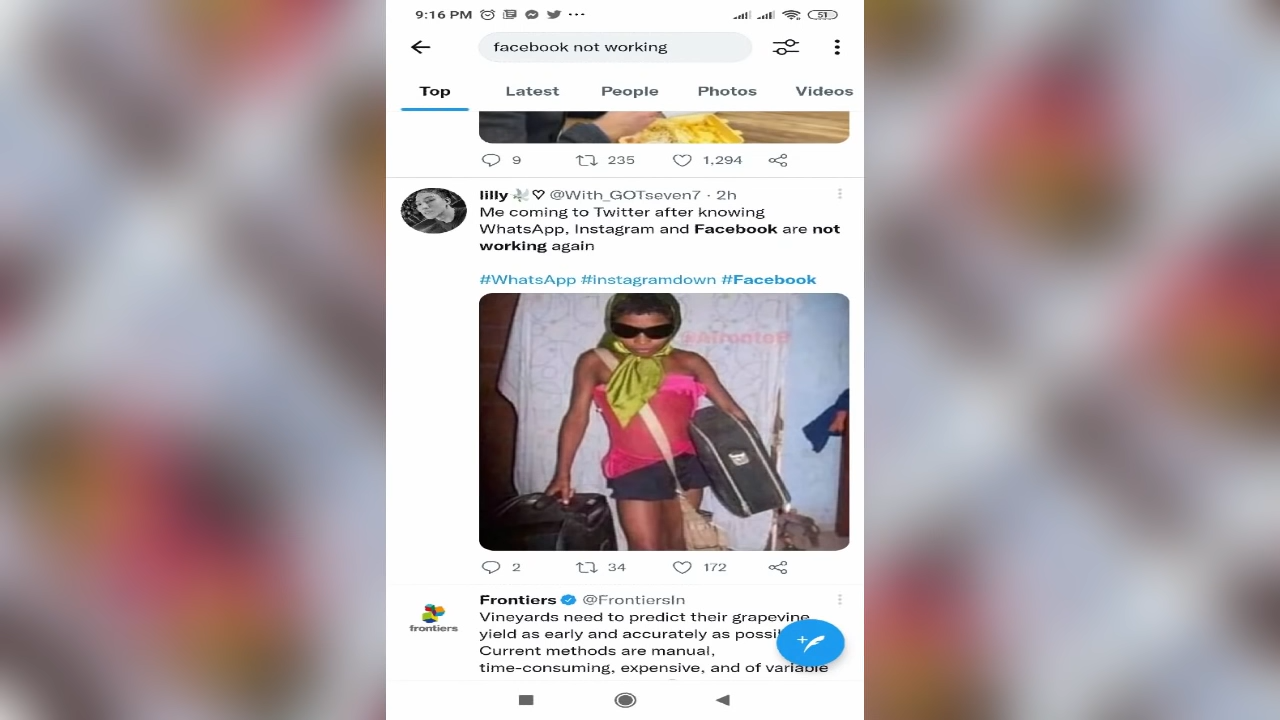 9:16 PM
51
facebook not working
Top Latest People Photos Videos
9 235 1,294
lilly @With_GOTseven7 · 2h
Me coming to Twitter after knowing
WhatsApp, Instagram and Facebook are not
working again
#WhatsApp #instagramdown #Facebook
2 34 172
Frontiers @FrontiersIn
frontiers
Vineyards need to predict their grapevine
yield as early and accurately as possi
Current methods are manual,
time-consuming, expensive, and of variable